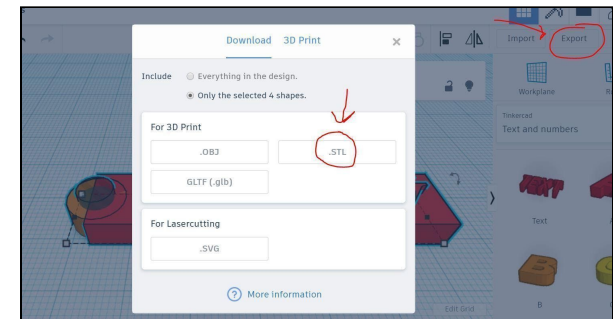 Download 3D Print
Import Export
Include Everything in the design.
Only the selected 4 shapes.
Workplane
For 3D Print
Tinkercad
Text and numbers
.OBJ .STL
GLTF (.glb)
For Lasercutting
Text
.SVG
More information
Edit Grid
B